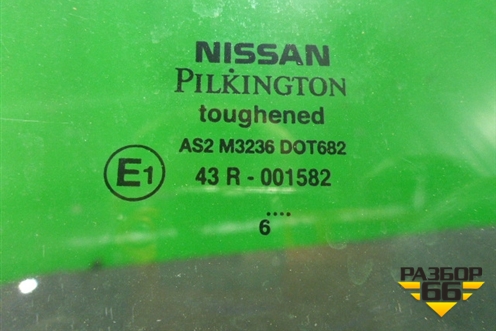 NISSAN
PILKINGTON
toughened
AS2 M3236 DOT682
E1 43 R - 001582
....
6
РАЗБОР
66